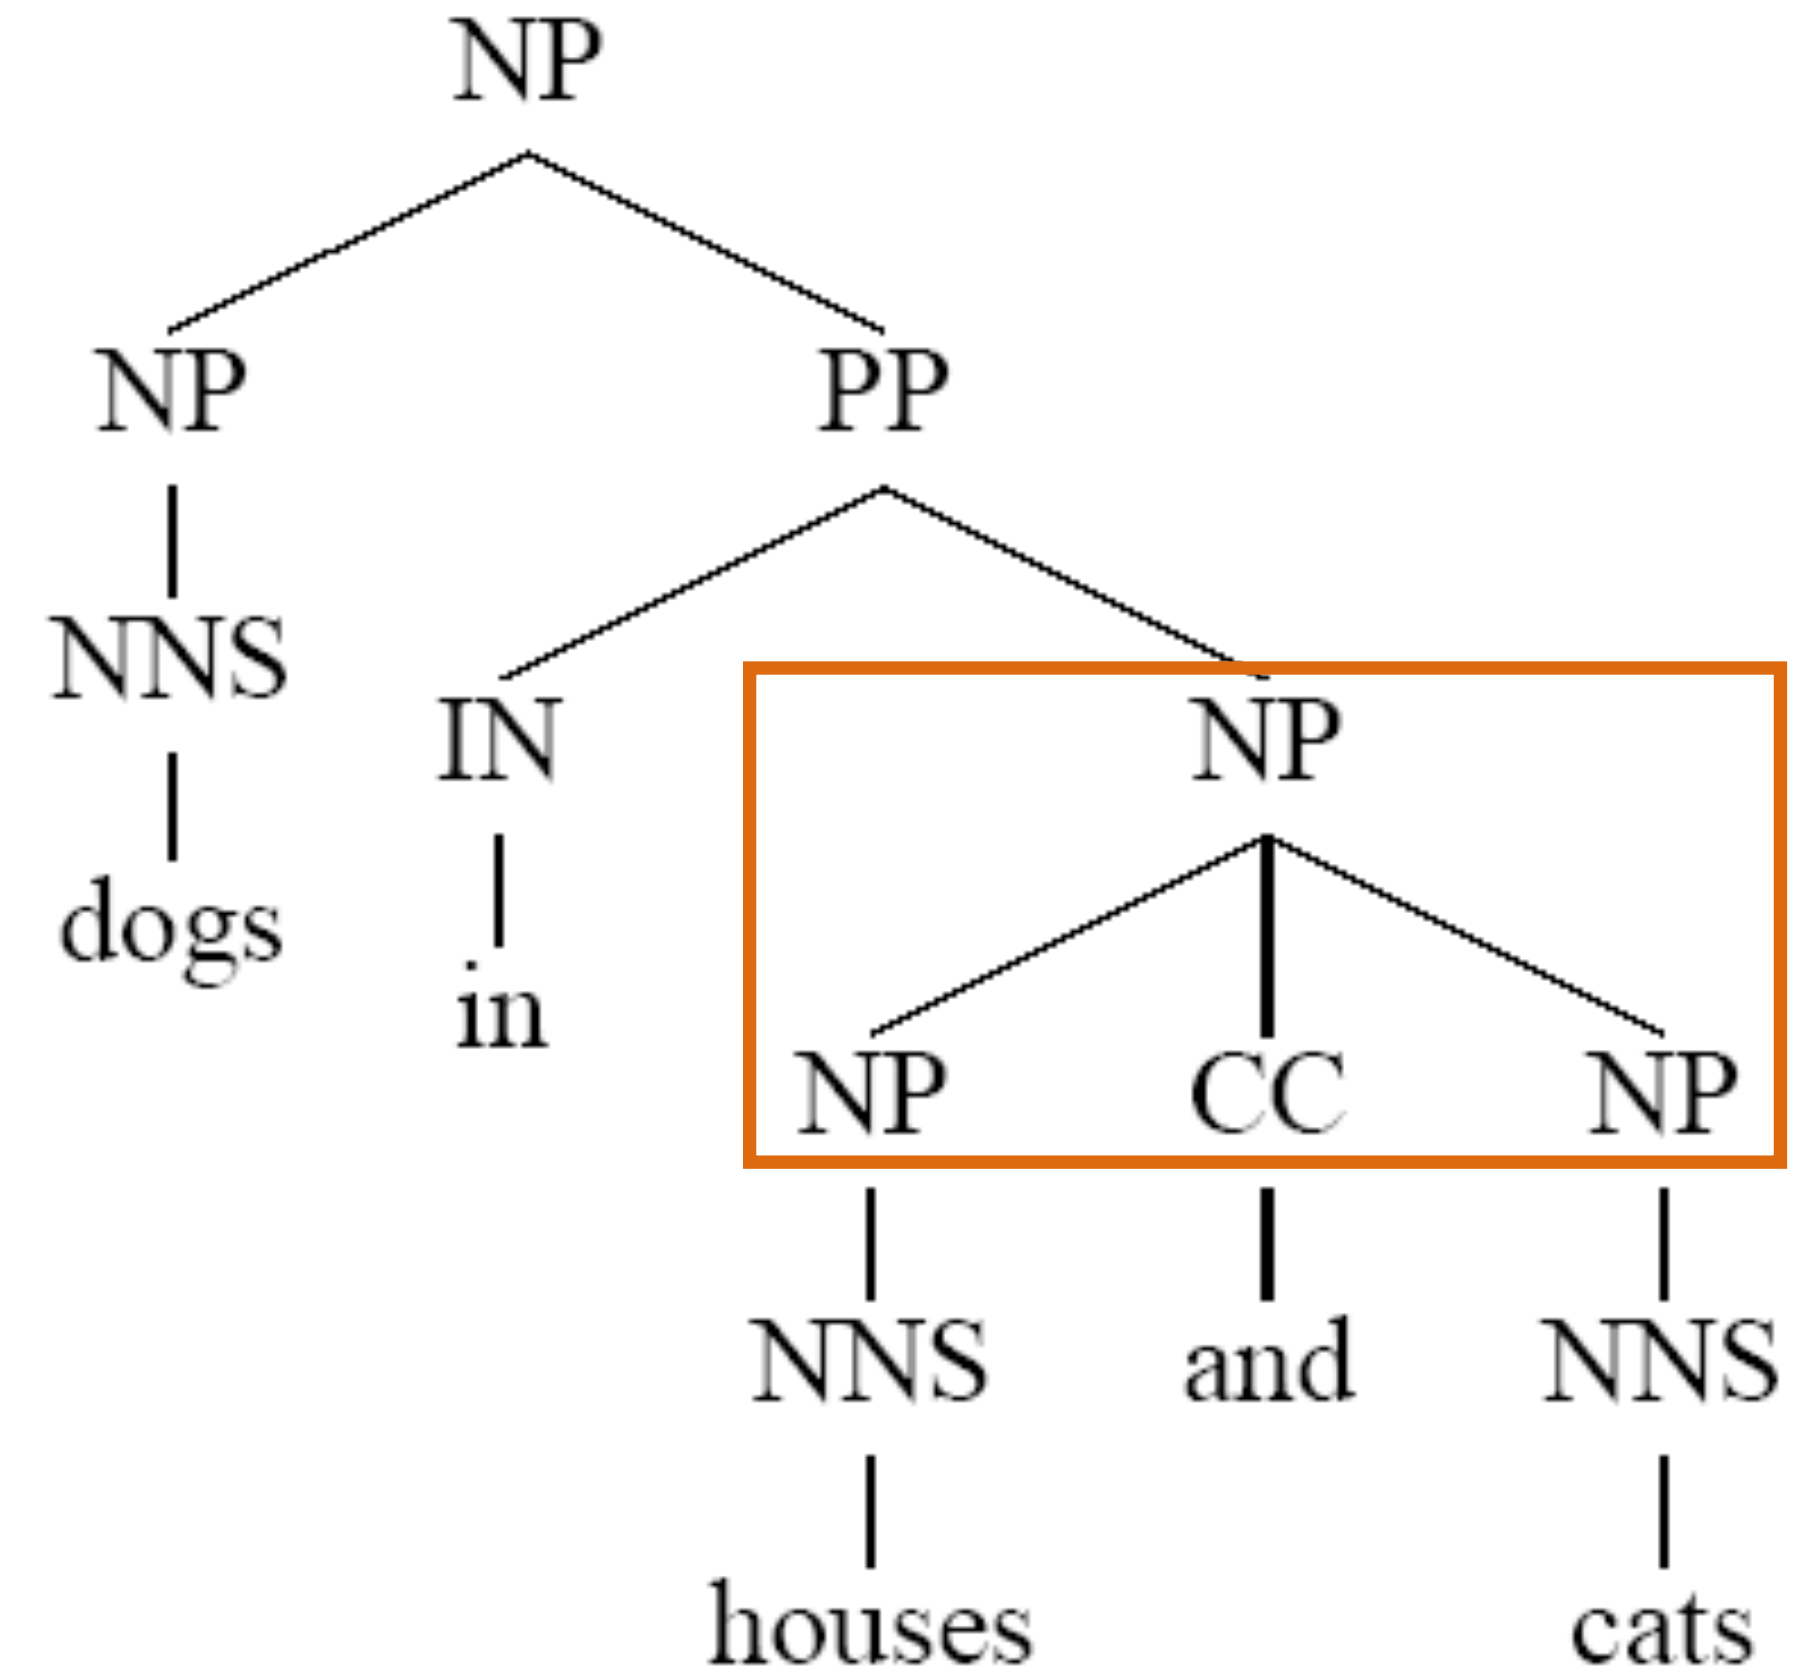 NP
NP PP
NNS
IN NP
dogs
in
NP CC NP
NNS and NNS
houses cats